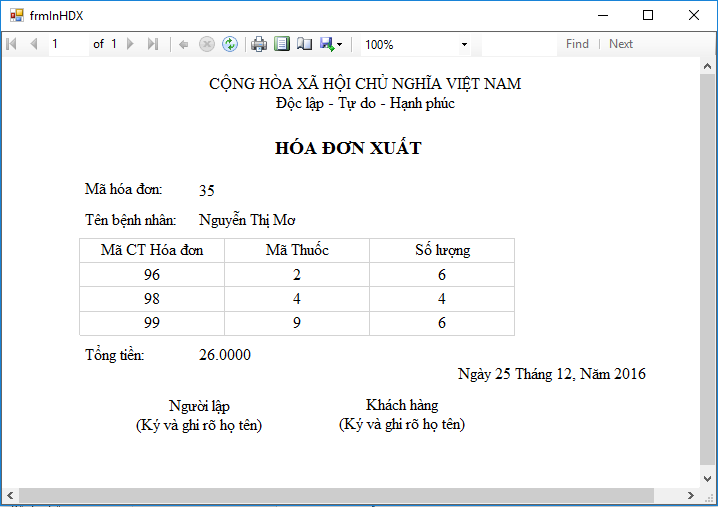 frmInHDX
1 of 1 100% Find | Next
CỘNG HÒA XÃ HỘI CHỦ NGHĨA VIỆT NAM
Độc lập - Tự do - Hạnh phúc
HÓA ĐƠN XUẤT
Mã hóa đơn: 35
Tên bệnh nhân: Nguyễn Thị Mơ
Mã CT Hóa đơn Mã Thuốc Số lượng
96 2 6
98 4 4
99 9 6
Tổng tiền: 26.0000
Ngày 25 Tháng 12, Năm 2016
Người lập Khách hàng
(Ký và ghi rõ họ tên) (Ký và ghi rõ họ tên)